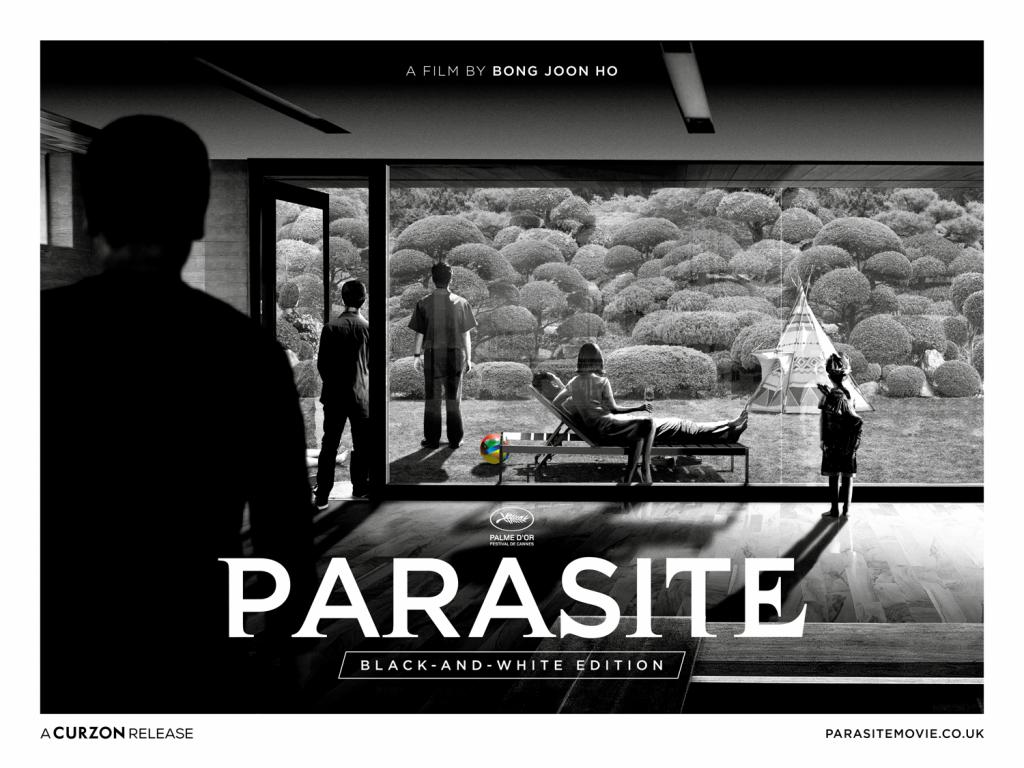 A FILM BY BONG JOON HO
PALME D'OR
FESTIVAL DE CANNES
PARASITE
BLACK-AND-WHITE EDITION
A CURZON RELEASE
PARASITEMOVIE.CO.UK